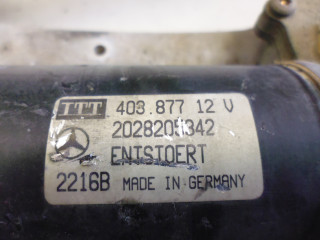 ITT 403.877 12 V
2028205342
ENTSTOERT
2216B MADE IN GERMANY